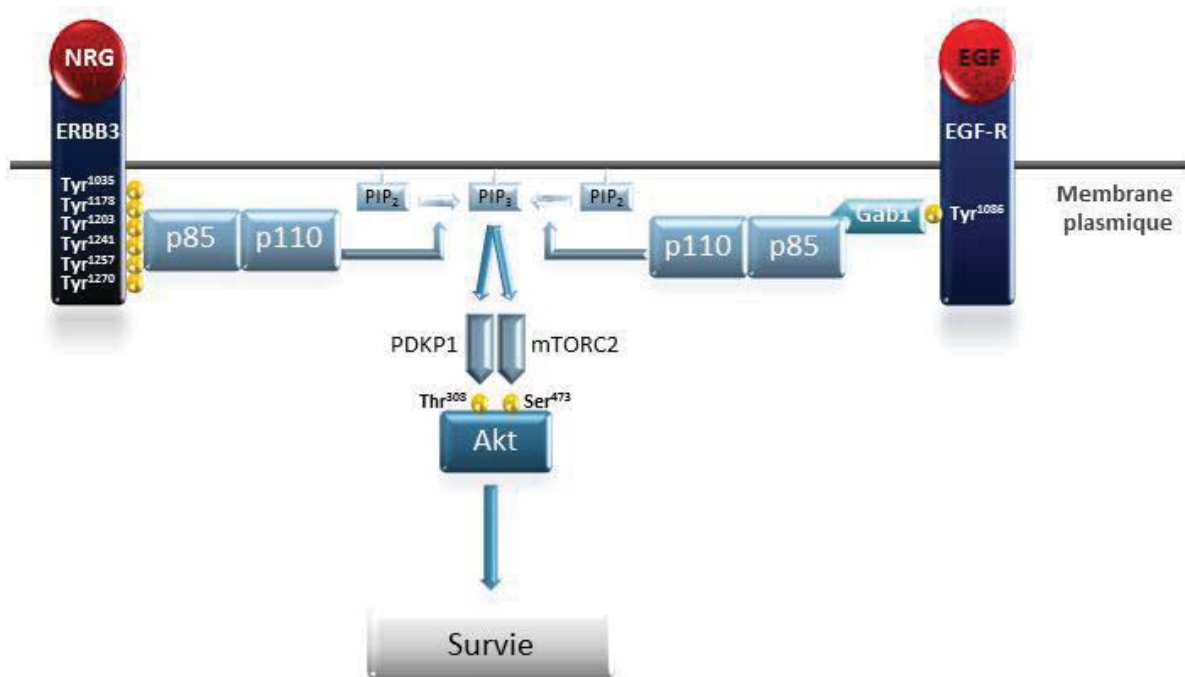 NRG
EGF
ERBB3
EGF-R
Tyr¹⁰³⁵
Tyr¹¹⁷⁸
Tyr¹²⁰³
Tyr¹²⁴¹
Tyr¹²⁵⁷
Tyr¹²⁷⁰
PIP₂
PIP₃
PIP₂
p85
p110
p110
p85
Gab1
Tyr¹⁰⁸⁶
Membrane
plasmique
PDKP1
mTORC2
Thr³⁰⁸
Ser⁴⁷³
Akt
Survie